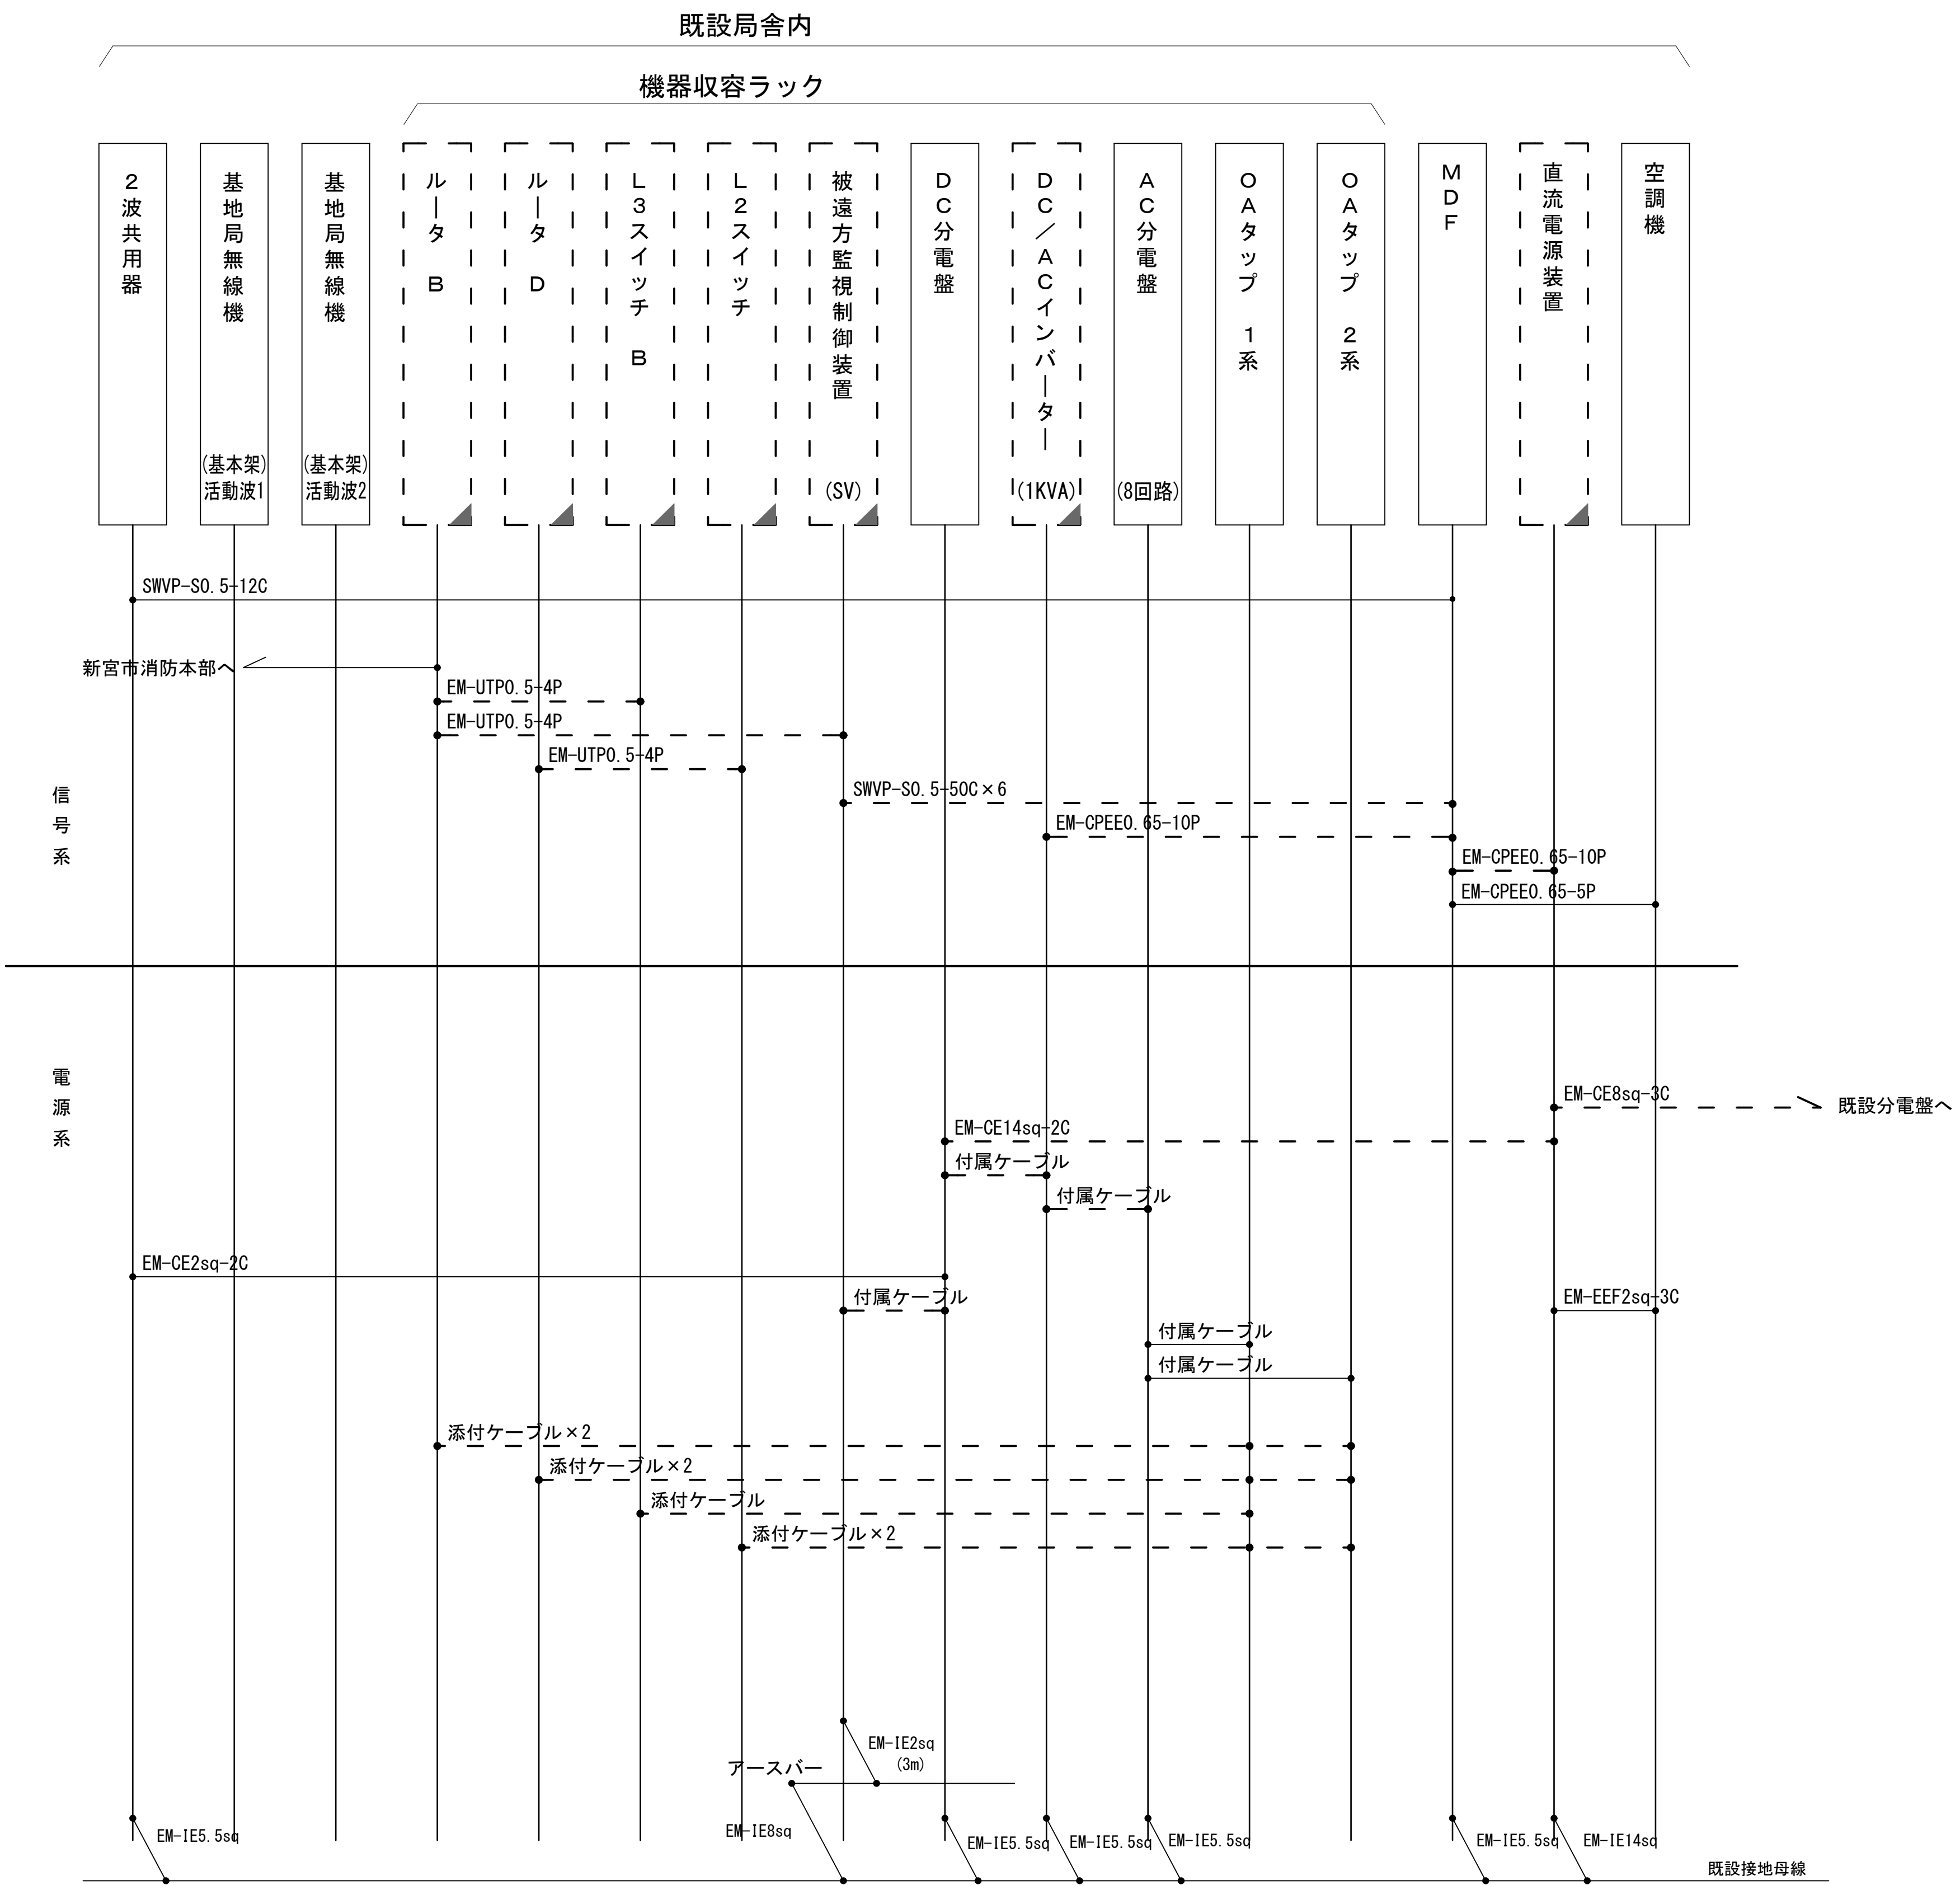 既設局舎内
機器収容ラック
2波共用器
基地局無線機
(基本架)
活動波1
基地局無線機
(基本架)
活動波2
ルータ B
ルータ D
L3スイッチ B
L2スイッチ
被遠方監視制御装置
(SV)
DC分電盤
DC／ACインバーター
(1KVA)
AC分電盤
(8回路)
OAタップ 1系
OAタップ 2系
MDF
直流電源装置
空調機
SWVP-S0.5-12C
新宮市消防本部へ
EM-UTP0.5-4P
EM-UTP0.5-4P
EM-UTP0.5-4P
信号系
SWVP-S0.5-50C×6
EM-CPEE0.65-10P
EM-CPEE0.65-10P
EM-CPEE0.65-5P
電源系
EM-CE8sq-3C
既設分電盤へ
EM-CE14sq-2C
付属ケーブル
付属ケーブル
EM-CE2sq-2C
付属ケーブル
EM-EEF2sq-3C
付属ケーブル
付属ケーブル
添付ケーブル×2
添付ケーブル×2
添付ケーブル
添付ケーブル×2
EM-IE2sq
(3m)
アースバー
EM-IE5.5sq
EM-IE8sq
EM-IE5.5sq
EM-IE5.5sq
EM-IE5.5sq
EM-IE5.5sq
EM-IE14sq
既設接地母線